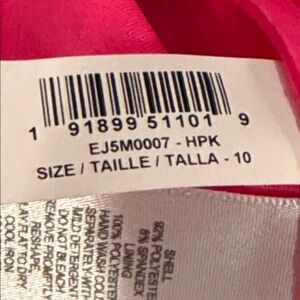 1 91899 51101 9
EJ5M0007 - HPK
SIZE / TAILLE / TALLA - 10
SHELL
92% POLYESTER
8% SPANDEX
LINING
100% POLYESTER
HAND WASH COLD
SEPARATELY
MILD DETERGENT
DO NOT BLEACH
REMOVE PROMPTLY
RESHAPE
LAY FLAT TO DRY
COOL IRON